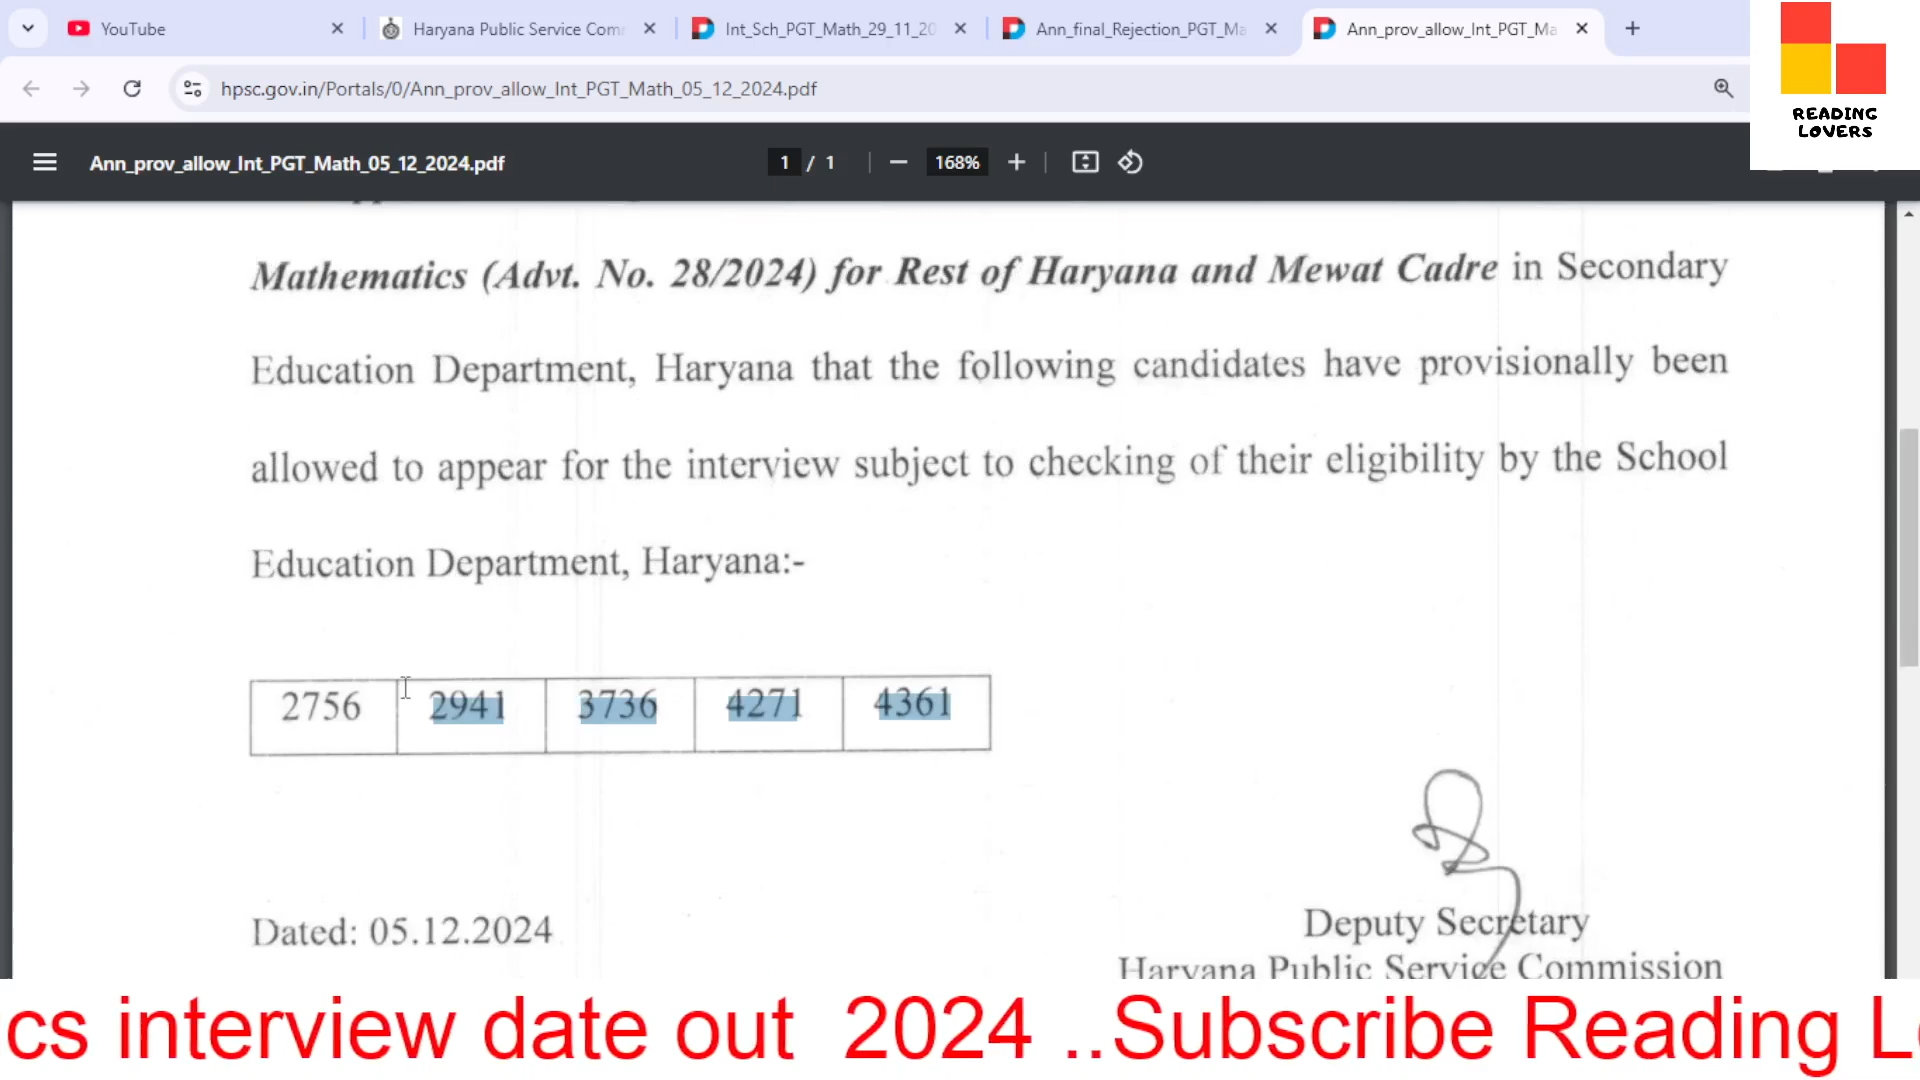 YouTube
Haryana Public Service Com
Int_Sch_PGT_Math_29_11_20
Ann_final_Rejection_PGT_Ma
Ann_prov_allow_Int_PGT_Ma
hpsc.gov.in/Portals/0/Ann_prov_allow_Int_PGT_Math_05_12_2024.pdf
READING
LOVERS
Ann_prov_allow_Int_PGT_Math_05_12_2024.pdf
1 / 1
168%
Mathematics (Advt. No. 28/2024) for Rest of Haryana and Mewat Cadre in Secondary
Education Department, Haryana that the following candidates have provisionally been
allowed to appear for the interview subject to checking of their eligibility by the School
Education Department, Haryana:-
2756 2941 3736 4271 4361
Dated: 05.12.2024
Deputy Secretary
Haryana Public Service Commission
cs interview date out 2024 ..Subscribe Reading L